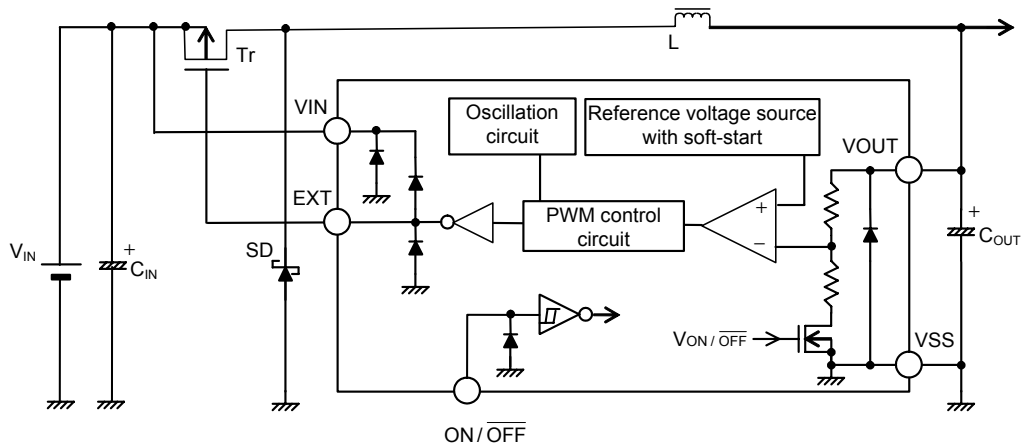 Tr
L
VIN
Oscillation
circuit
Reference voltage source
with soft-start
VOUT
EXT
PWM control
circuit
+
−
+
COUT
VIN
+
CIN
SD
VON / OFF
VSS
ON / OFF